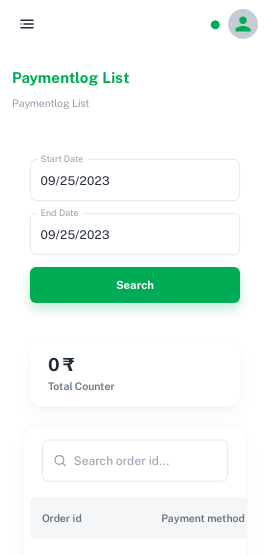 Paymentlog List
Paymentlog List
Start Date
09/25/2023
End Date
09/25/2023
Search
0 ₹
Total Counter
Search order id...
Order id Payment method